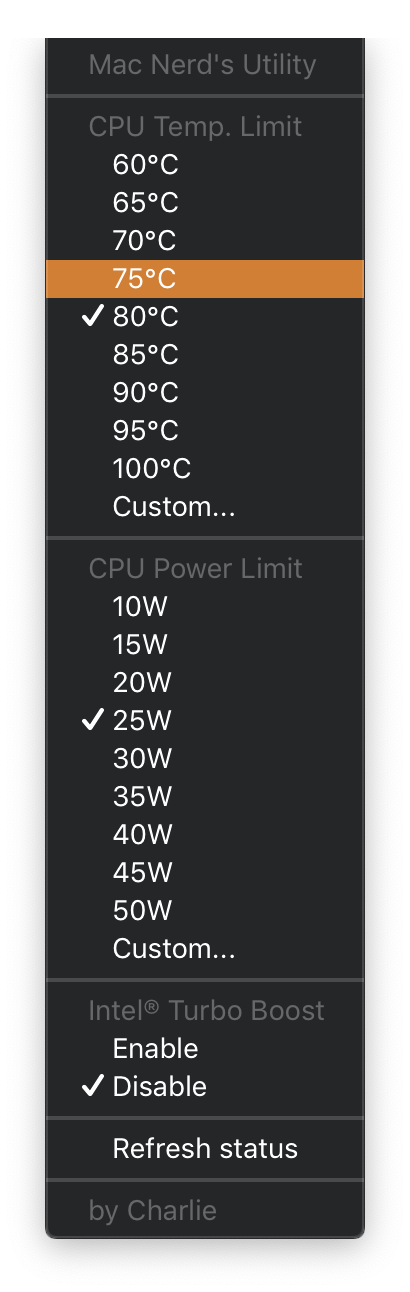 Mac Nerd's Utility
CPU Temp. Limit
60°C
65°C
70°C
75°C
80°C
85°C
90°C
95°C
100°C
Custom...
CPU Power Limit
10W
15W
20W
25W
30W
35W
40W
45W
50W
Custom...
Intel® Turbo Boost
Enable
Disable
Refresh status
by Charlie